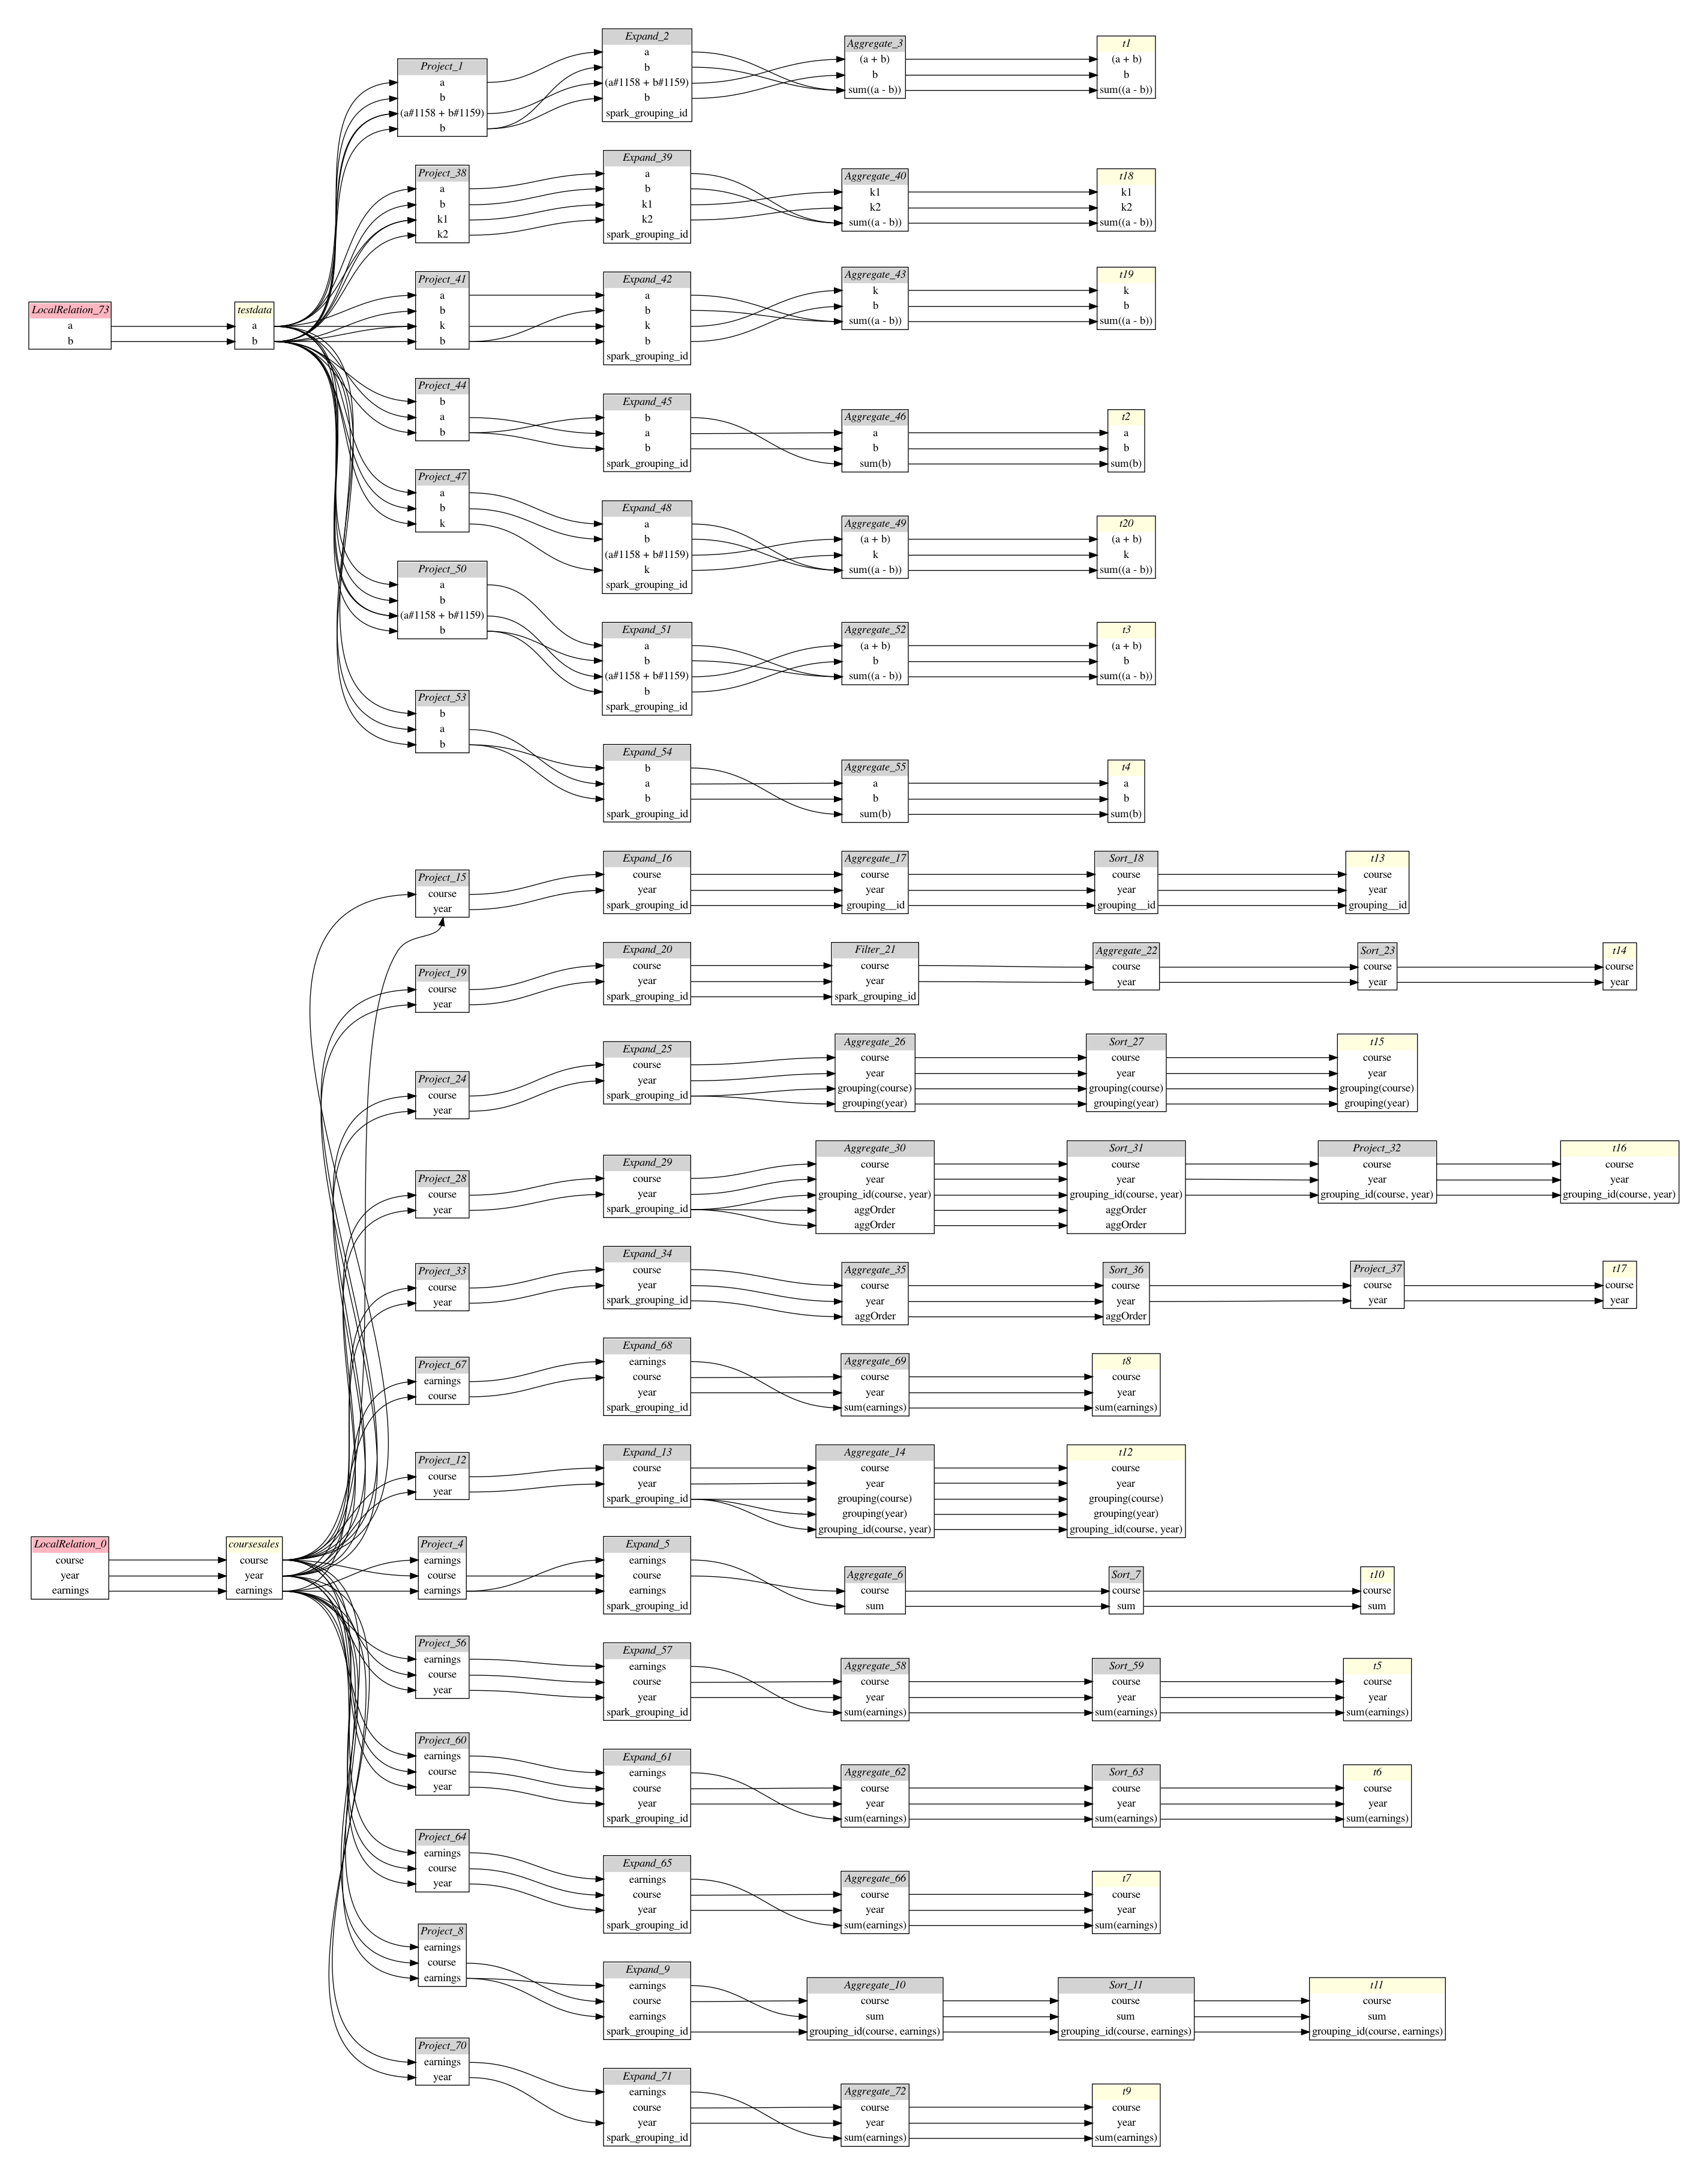 Expand_2
a
b
(a#1158 + b#1159)
b
spark_grouping_id
Aggregate_3
(a + b)
b
sum((a - b))
t1
(a + b)
b
sum((a - b))
Project_1
a
b
(a#1158 + b#1159)
b
Project_38
a
b
k1
k2
Expand_39
a
b
k1
k2
spark_grouping_id
Aggregate_40
k1
k2
sum((a - b))
t18
k1
k2
sum((a - b))
LocalRelation_73
a
b
testdata
a
b
Project_41
a
b
k
b
Expand_42
a
b
k
b
spark_grouping_id
Aggregate_43
k
b
sum((a - b))
t19
k
b
sum((a - b))
Project_44
b
a
b
Expand_45
b
a
b
spark_grouping_id
Aggregate_46
a
b
sum(b)
t2
a
b
sum(b)
Project_47
a
b
k
Expand_48
a
b
(a#1158 + b#1159)
k
spark_grouping_id
Aggregate_49
(a + b)
k
sum((a - b))
t20
(a + b)
k
sum((a - b))
Project_50
a
b
(a#1158 + b#1159)
b
Expand_51
a
b
(a#1158 + b#1159)
b
spark_grouping_id
Aggregate_52
(a + b)
b
sum((a - b))
t3
(a + b)
b
sum((a - b))
Project_53
b
a
b
Expand_54
b
a
b
spark_grouping_id
Aggregate_55
a
b
sum(b)
t4
a
b
sum(b)
Project_15
course
year
Expand_16
course
year
spark_grouping_id
Aggregate_17
course
year
grouping__id
Sort_18
course
year
grouping__id
t13
course
year
grouping__id
Project_19
course
year
Expand_20
course
year
spark_grouping_id
Filter_21
course
year
spark_grouping_id
Aggregate_22
course
year
Sort_23
course
year
t14
course
year
Project_24
course
year
Expand_25
course
year
spark_grouping_id
Aggregate_26
course
year
grouping(course)
grouping(year)
Sort_27
course
year
grouping(course)
grouping(year)
t15
course
year
grouping(course)
grouping(year)
Project_28
course
year
Expand_29
course
year
spark_grouping_id
Aggregate_30
course
year
grouping_id(course, year)
aggOrder
aggOrder
Sort_31
course
year
grouping_id(course, year)
aggOrder
aggOrder
Project_32
course
year
grouping_id(course, year)
t16
course
year
grouping_id(course, year)
Project_33
course
year
Expand_34
course
year
spark_grouping_id
Aggregate_35
course
year
aggOrder
Sort_36
course
year
aggOrder
Project_37
course
year
t17
course
year
Project_67
earnings
course
Expand_68
earnings
course
year
spark_grouping_id
Aggregate_69
course
year
sum(earnings)
t8
course
year
sum(earnings)
Project_12
course
year
Expand_13
course
year
spark_grouping_id
Aggregate_14
course
year
grouping(course)
grouping(year)
grouping_id(course, year)
t12
course
year
grouping(course)
grouping(year)
grouping_id(course, year)
LocalRelation_0
course
year
earnings
coursesales
course
year
earnings
Project_4
earnings
course
earnings
Expand_5
earnings
course
earnings
spark_grouping_id
Aggregate_6
course
sum
Sort_7
course
sum
t10
course
sum
Project_56
earnings
course
year
Expand_57
earnings
course
year
spark_grouping_id
Aggregate_58
course
year
sum(earnings)
Sort_59
course
year
sum(earnings)
t5
course
year
sum(earnings)
Project_60
earnings
course
year
Expand_61
earnings
course
year
spark_grouping_id
Aggregate_62
course
year
sum(earnings)
Sort_63
course
year
sum(earnings)
t6
course
year
sum(earnings)
Project_64
earnings
course
year
Expand_65
earnings
course
year
spark_grouping_id
Aggregate_66
course
year
sum(earnings)
t7
course
year
sum(earnings)
Project_8
earnings
course
earnings
Expand_9
earnings
course
earnings
spark_grouping_id
Aggregate_10
course
sum
grouping_id(course, earnings)
Sort_11
course
sum
grouping_id(course, earnings)
t11
course
sum
grouping_id(course, earnings)
Project_70
earnings
year
Expand_71
earnings
course
year
spark_grouping_id
Aggregate_72
course
year
sum(earnings)
t9
course
year
sum(earnings)